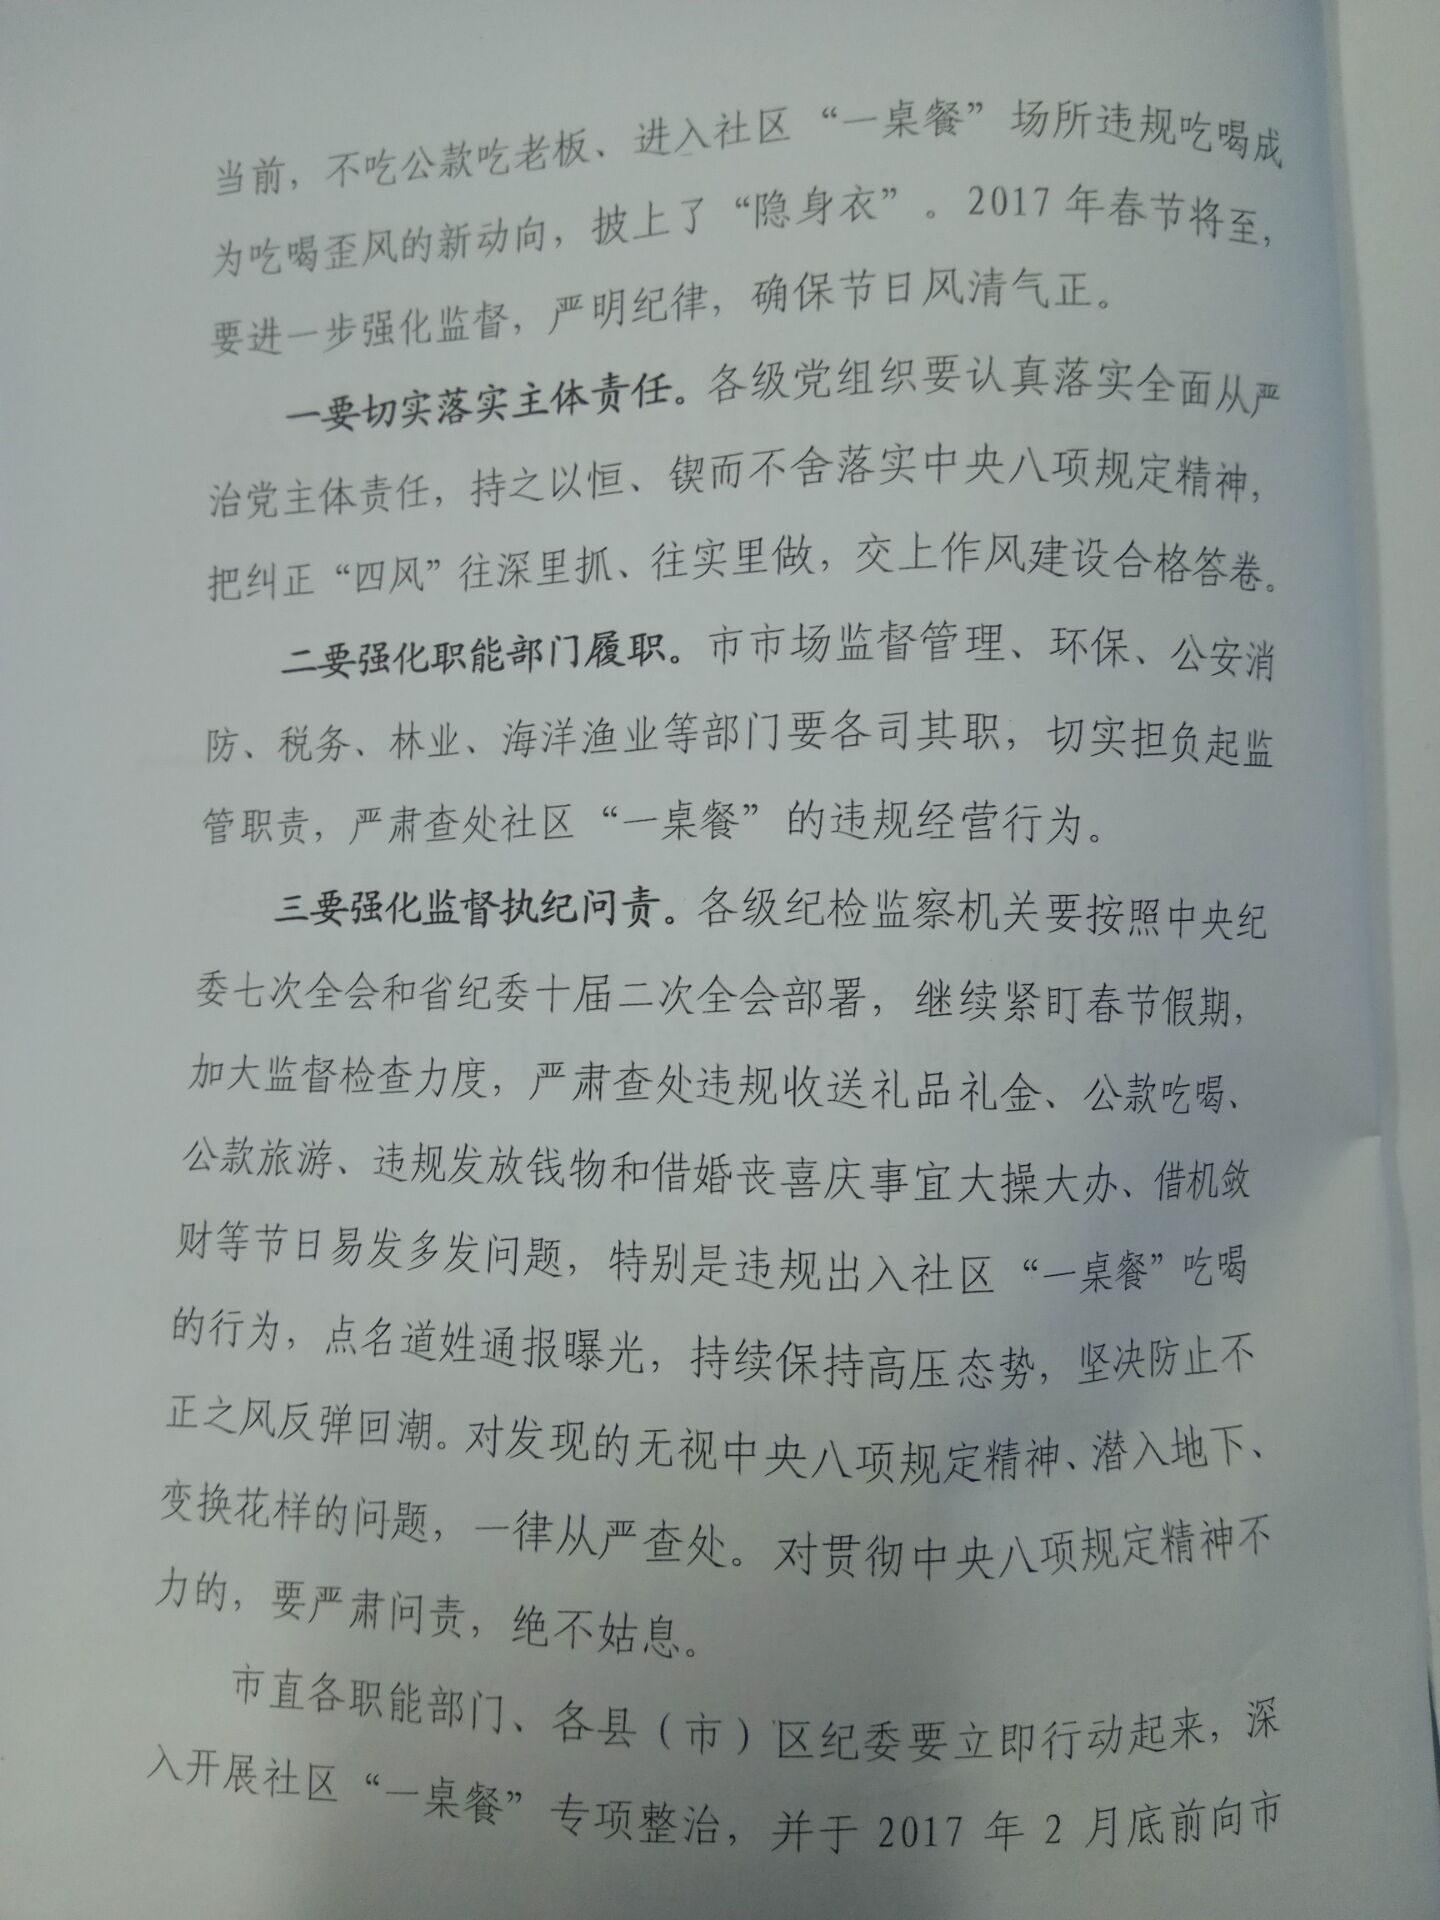 当前，不吃公款吃老板、进入社区“一桌餐”场所违规吃喝成
为吃喝歪风的新动向，披上了“隐身衣”。2017年春节将至，
要进一步强化监督，严明纪律，确保节日风清气正。
一要切实落实主体责任。各级党组织要认真落实全面从严
治党主体责任，持之以恒、锲而不舍落实中央八项规定精神，
把纠正“四风”往深里抓、往实里做，交上作风建设合格答卷。
二要强化职能部门履职。市市场监督管理、环保、公安消
防、税务、林业、海洋渔业等部门要各司其职，切实担负起监
管职责，严肃查处社区“一桌餐”的违规经营行为。
三要强化监督执纪问责。各级纪检监察机关要按照中央纪
委七次全会和省纪委十届二次全会部署，继续紧盯春节假期，
加大监督检查力度，严肃查处违规收送礼品礼金、公款吃喝、
公款旅游、违规发放钱物和借婚丧喜庆事宜大操大办、借机敛
财等节日易发多发问题，特别是违规出入社区“一桌餐”吃喝
的行为，点名道姓通报曝光，持续保持高压态势，坚决防止不
正之风反弹回潮。对发现的无视中央八项规定精神、潜入地下、
变换花样的问题，一律从严查处。对贯彻中央八项规定精神不
力的，要严肃问责，绝不姑息。
市直各职能部门、各县（市）区纪委要立即行动起来，深
入开展社区“一桌餐”专项整治，并于2017年2月底前向市